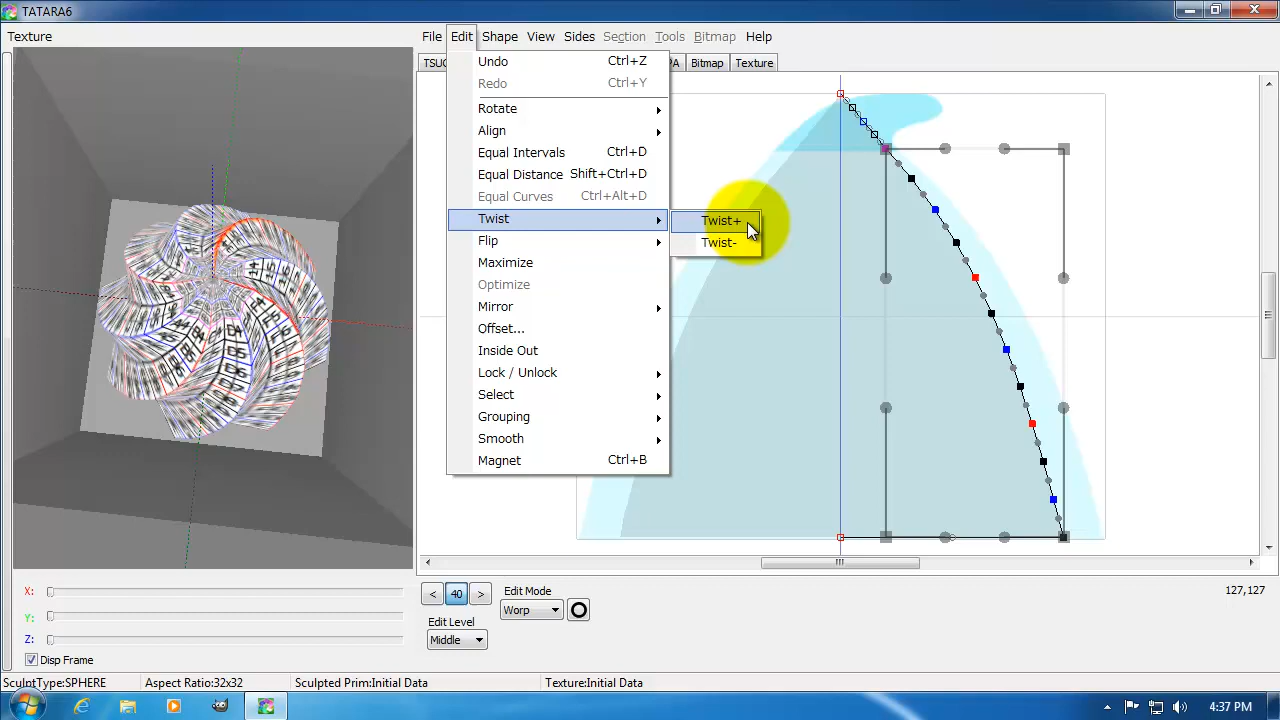 TATARA6
Texture
File Edit Shape View Sides Section Tools Bitmap Help
TSUC PA Bitmap Texture
Undo Ctrl+Z
Redo Ctrl+Y
Rotate
Align
Equal Intervals Ctrl+D
Equal Distance Shift+Ctrl+D
Equal Curves Ctrl+Alt+D
Twist
Twist+
Twist-
Flip
Maximize
Optimize
Mirror
Offset...
Inside Out
Lock / Unlock
Select
Grouping
Smooth
Magnet Ctrl+B
X:
Y:
Z:
Disp Frame
< 40 >
Edit Mode
Worp
Edit Level
Middle
127,127
SculptType:SPHERE Aspect Ratio:32x32 Sculpted Prim:Initial Data Texture:Initial Data
4:37 PM